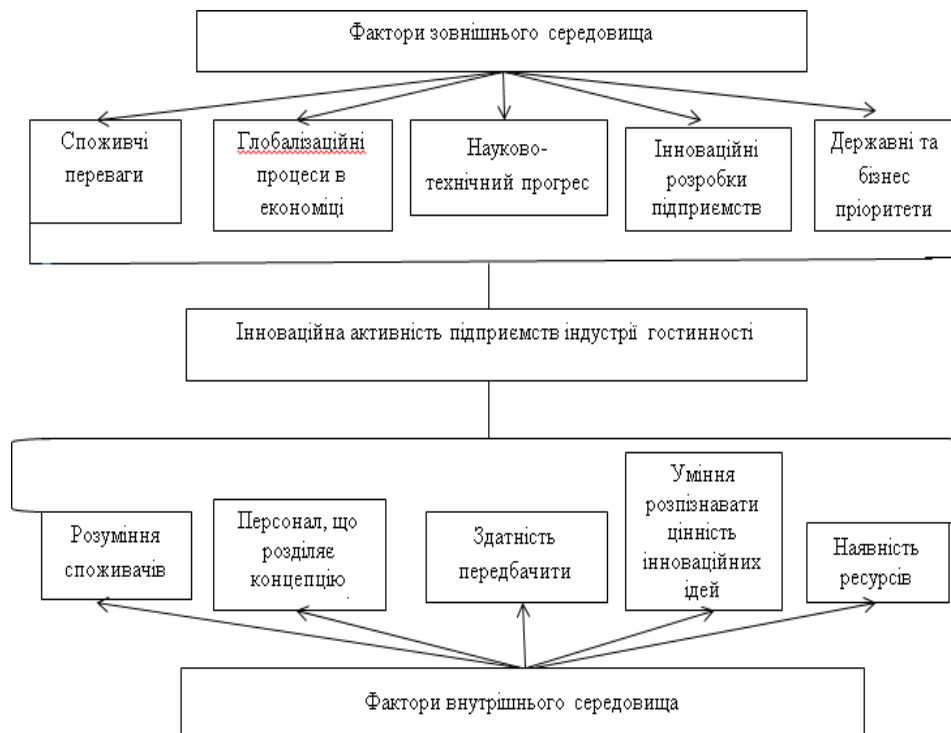 Фактори зовнішнього середовища
Споживчі
переваги
Глобалізаційні
процеси в
економіці
Науково-
технічний прогрес
Інноваційні
розробки
підприємств
Державні та
бізнес
пріоритети
Інноваційна активність підприємств індустрії гостинності
Розуміння
споживачів
Персонал, що
розділяє
концепцію
Здатність
передбачити
Уміння
розпізнавати
цінність
інноваційних
ідей
Наявність
ресурсів
Фактори внутрішнього середовища